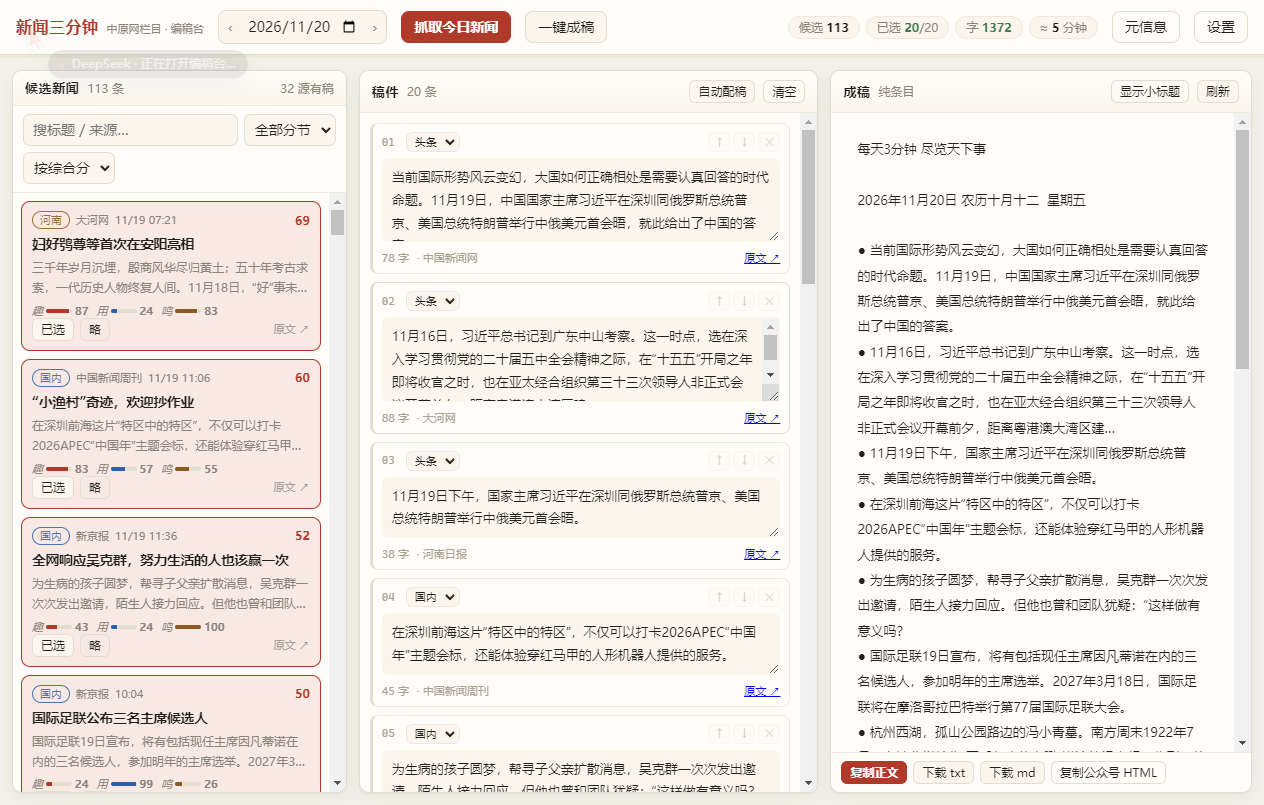 新闻三分钟 中原网栏目 · 编稿台 ‹ 2026/11/20 › 抓取今日新闻 一键成稿 候选 113 已选 20/20 字 1372 ≈ 5 分钟 元信息 设置
DeepSeek · 正在打开编稿台...
候选新闻 113 条 32 源有稿
搜标题 / 来源... 全部分节
按综合分
河南 大河网 11/19 07:21 69
妇好鸮尊等首次在安阳亮相
三千年岁月沉埋，殷商风华尽归黄土；五十年考古求
索，一代历史人物终复人间。11月18日，“好”事未...
趣 87 用 24 鸣 83
已选 略 原文 ↗
国内 中国新闻周刊 11/19 11:06 60
“小渔村”奇迹，欢迎抄作业
在深圳前海这片“特区中的特区”，不仅可以打卡
2026APEC“中国年”主题会标，还能体验穿红马甲...
趣 83 用 57 鸣 55
已选 略 原文 ↗
国内 新京报 11/19 11:36 52
全网响应吴克群，努力生活的人也该赢一次
为生病的孩子圆梦，帮寻子父亲扩散消息，吴克群一
次次发出邀请，陌生人接力回应。但他也曾和团队...
趣 43 用 24 鸣 100
已选 略 原文 ↗
国内 新京报 10:04 50
国际足联公布三名主席候选人
国际足联19日宣布，将有包括现任主席因凡蒂诺在
内的三名候选人，参加明年的主席选举。2027年3...
趣 24 用 99 鸣 26
稿件 20 条 自动配稿 清空
01 头条 ↑ ↓ ×
当前国际形势风云变幻，大国如何正确相处是需要认真回答的时代
命题。11月19日，中国国家主席习近平在深圳同俄罗斯总统普
京、美国总统特朗普举行中俄美元首会晤，就此给出了中国的答
78 字 · 中国新闻网 原文 ↗
02 头条 ↑ ↓ ×
11月16日，习近平总书记到广东中山考察。这一时点，选在深
入学习贯彻党的二十届五中全会精神之际，在“十五五”开局之年
即将收官之时，也在亚太经合组织第三十三次领导人非正式会
88 字 · 大河网 原文 ↗
03 头条 ↑ ↓ ×
11月19日下午，国家主席习近平在深圳同俄罗斯总统普京、美国
总统特朗普举行中俄美元首会晤。
38 字 · 河南日报 原文 ↗
04 国内 ↑ ↓ ×
在深圳前海这片“特区中的特区”，不仅可以打卡2026APEC“中国
年”主题会标，还能体验穿红马甲的人形机器人提供的服务。
45 字 · 中国新闻周刊 原文 ↗
05 国内 ↑ ↓ ×
为生病的孩子圆梦，帮寻子父亲扩散消息，吴克群一次次发出邀
成稿 纯条目 显示小标题 刷新
每天3分钟 尽览天下事
2026年11月20日 农历十月十二 星期五
● 当前国际形势风云变幻，大国如何正确相处是需要认真回答
的时代命题。11月19日，中国国家主席习近平在深圳同俄罗
斯总统普京、美国总统特朗普举行中俄美元首会晤，就此给
出了中国的答案。
● 11月16日，习近平总书记到广东中山考察。这一时点，选
在深入学习贯彻党的二十届五中全会精神之际，在“十五五”开
局之年即将收官之时，也在亚太经合组织第三十三次领导人
非正式会议开幕前夕，距离粤港澳大湾区建...
● 11月19日下午，国家主席习近平在深圳同俄罗斯总统普
京、美国总统特朗普举行中俄美元首会晤。
● 在深圳前海这片“特区中的特区”，不仅可以打卡
2026APEC“中国年”主题会标，还能体验穿红马甲的人形机器
人提供的服务。
● 为生病的孩子圆梦，帮寻子父亲扩散消息，吴克群一次次发
出邀请，陌生人接力回应。但他也曾和团队犹疑：“这样做有
意义吗？
● 国际足联19日宣布，将有包括现任主席因凡蒂诺在内的三
名候选人，参加明年的主席选举。2027年3月18日，国际足
联将在摩洛哥拉巴特举行第77届国际足联大会。
● 杭州西湖，孤山公园路边的冯小青墓。南方周末1922年7
复制正文 下载 txt 下载 md 复制公众号 HTML